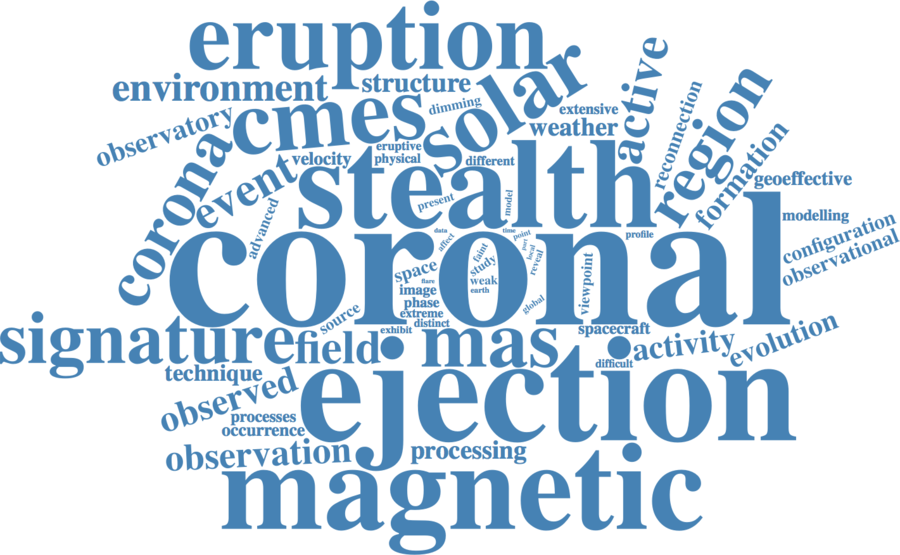 eruption
environment
structure
solar
active
cmes
dimming
extensive
weather
observatory
reconnection
region
corona
event
velocity
eruptive
physical
different
stealth
formation
geoeffective
advanced
present
model
modelling
profile
configuration
observational
coronal
data
affect
time
point
part
local
reveal
faint
study
weak
earth
space
flare
image
phase
extreme
distinct
exhibit
source
global
viewpoint
spacecraft
signature
field
mas
activity
evolution
difficult
technique
observed
ejection
processes
occurrence
observation
processing
magnetic